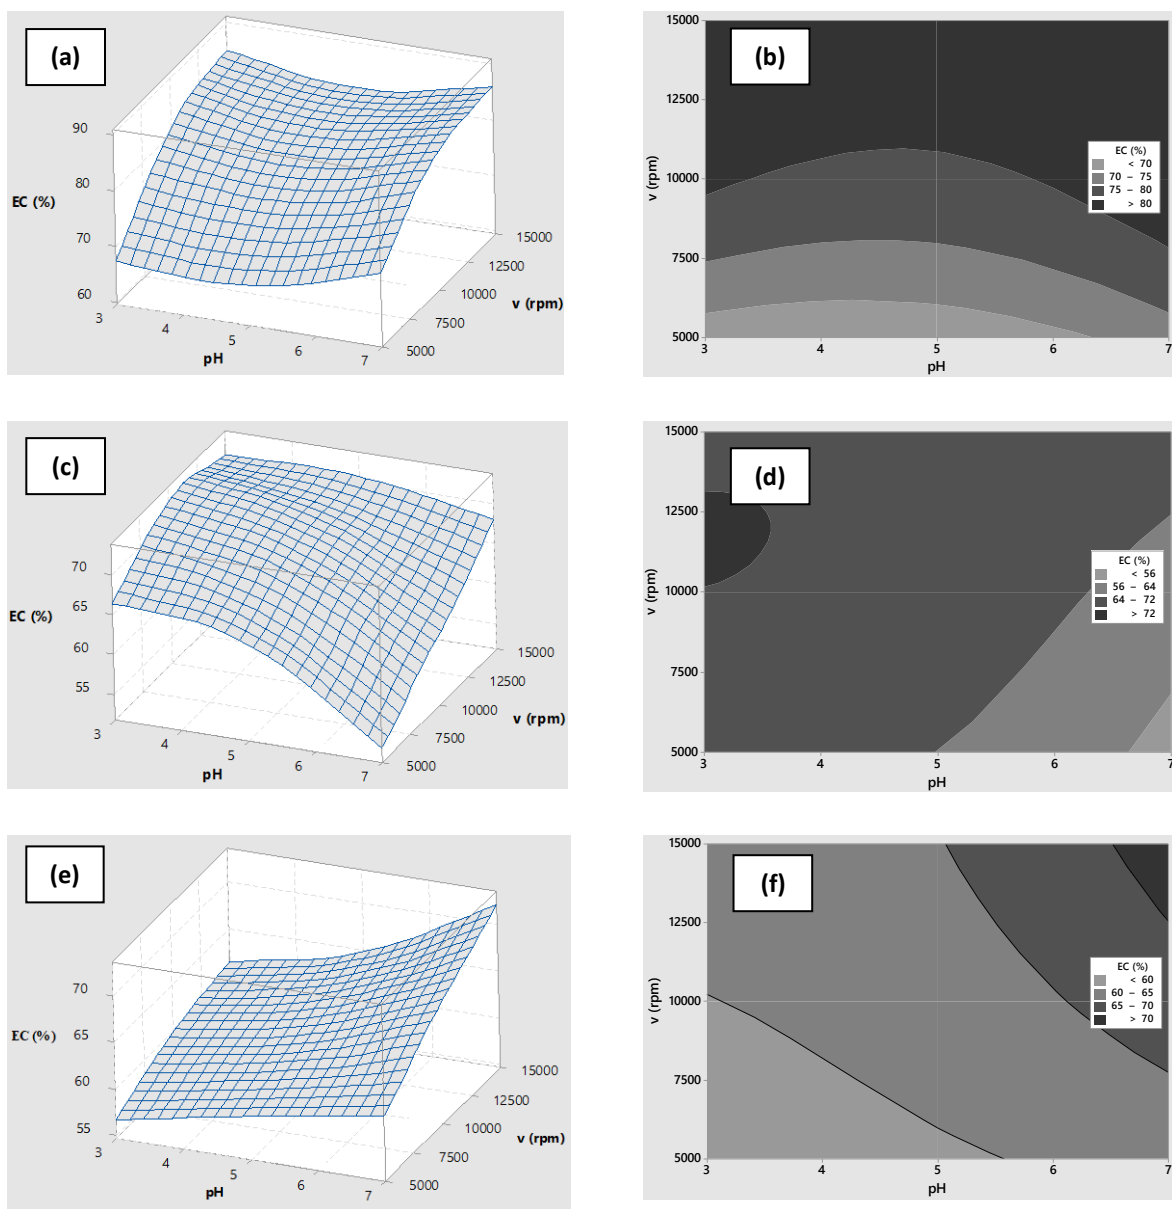 (a)
90
80
EC (%)
70
60
3
4
5
6
7
pH
5000
7500
10000
12500
15000
v (rpm)
(b)
15000
12500
10000
7500
5000
v (rpm)
3
4
5
6
7
pH
EC (%)
< 70
70 – 75
75 – 80
> 80
(c)
70
65
EC (%)
60
55
3
4
5
6
7
pH
5000
7500
10000
12500
15000
v (rpm)
(d)
15000
12500
10000
7500
5000
v (rpm)
3
4
5
6
7
pH
EC (%)
< 56
56 – 64
64 – 72
> 72
(e)
70
65
EC (%)
60
55
3
4
5
6
7
pH
5000
7500
10000
12500
15000
v (rpm)
(f)
15000
12500
10000
7500
5000
v (rpm)
3
4
5
6
7
pH
EC (%)
< 60
60 – 65
65 – 70
> 70